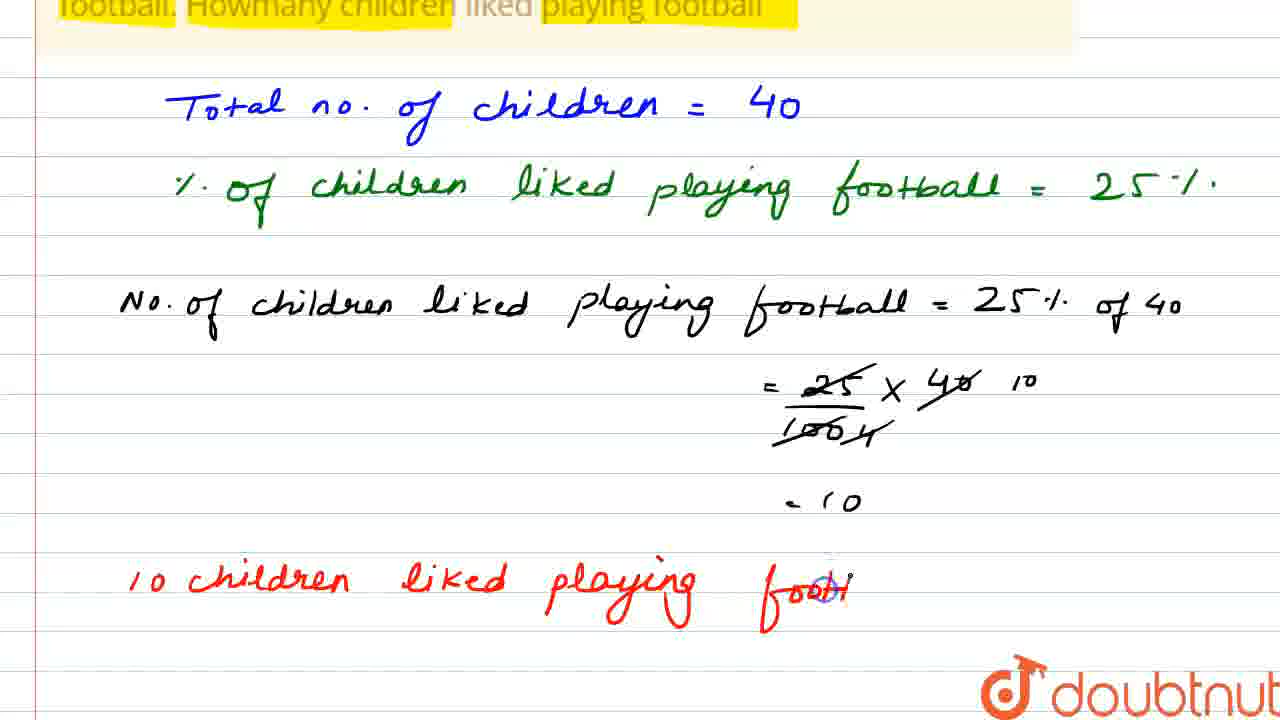 football. Howmany children liked playing football
Total no. of children = 40
% of children liked playing football = 25%.
No. of children liked playing football = 25% of 40
= 25 × 40 10
100 4
= 10
10 children liked playing foot
doubtnut